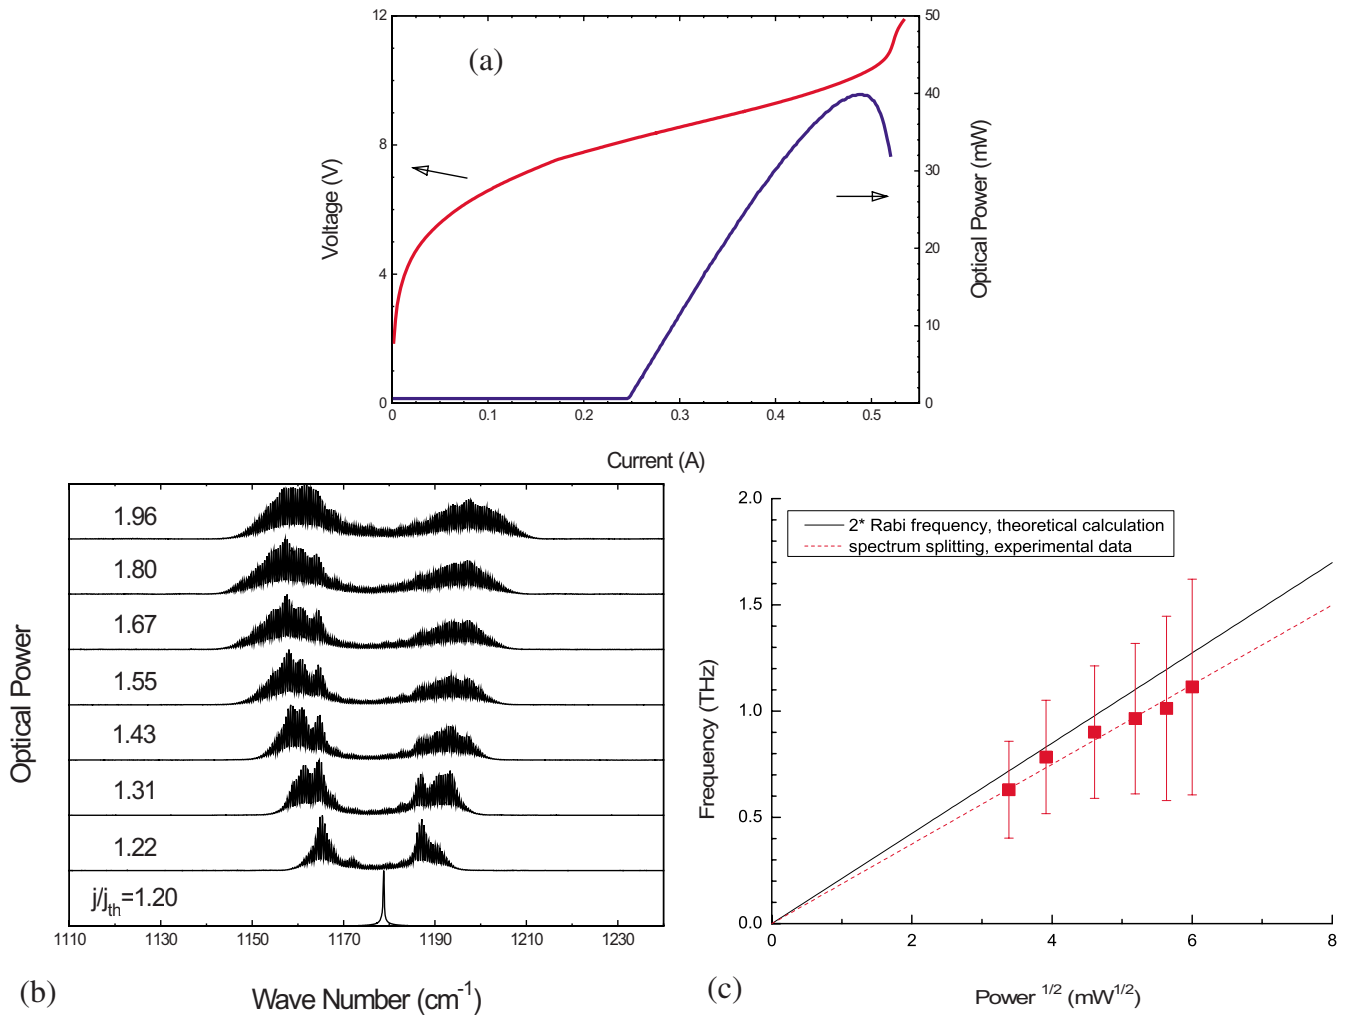 (a)
12
8
4
0
Voltage (V)
50
40
30
20
10
0
Optical Power (mW)
0 0.1 0.2 0.3 0.4 0.5
Current (A)
1.96
1.80
1.67
1.55
1.43
1.31
1.22
j/j_th=1.20
Optical Power
1110 1130 1150 1170 1190 1210 1230
(b)
Wave Number (cm⁻¹)
2.0
1.5
1.0
0.5
0.0
Frequency (THz)
2* Rabi frequency, theoretical calculation
spectrum splitting, experimental data
0 2 4 6 8
(c)
Power ^1/2 (mW^1/2)